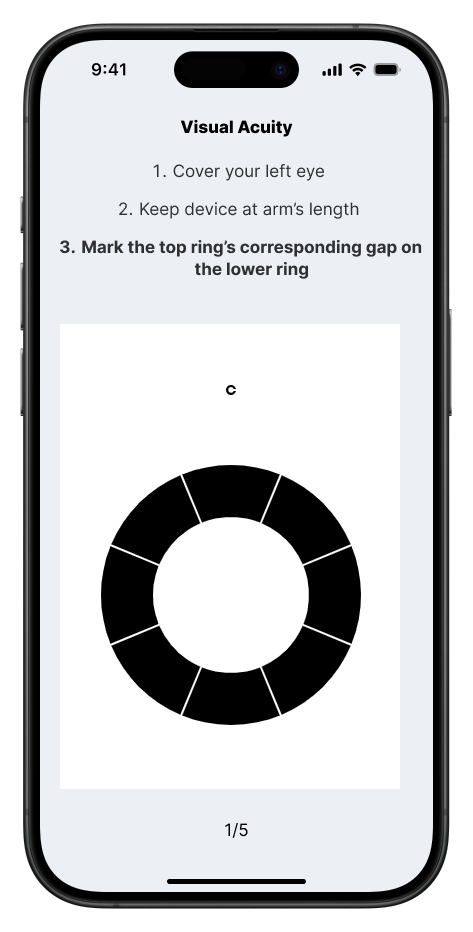 9:41
Visual Acuity
1. Cover your left eye
2. Keep device at arm’s length
3. Mark the top ring’s corresponding gap on
the lower ring
C
1/5